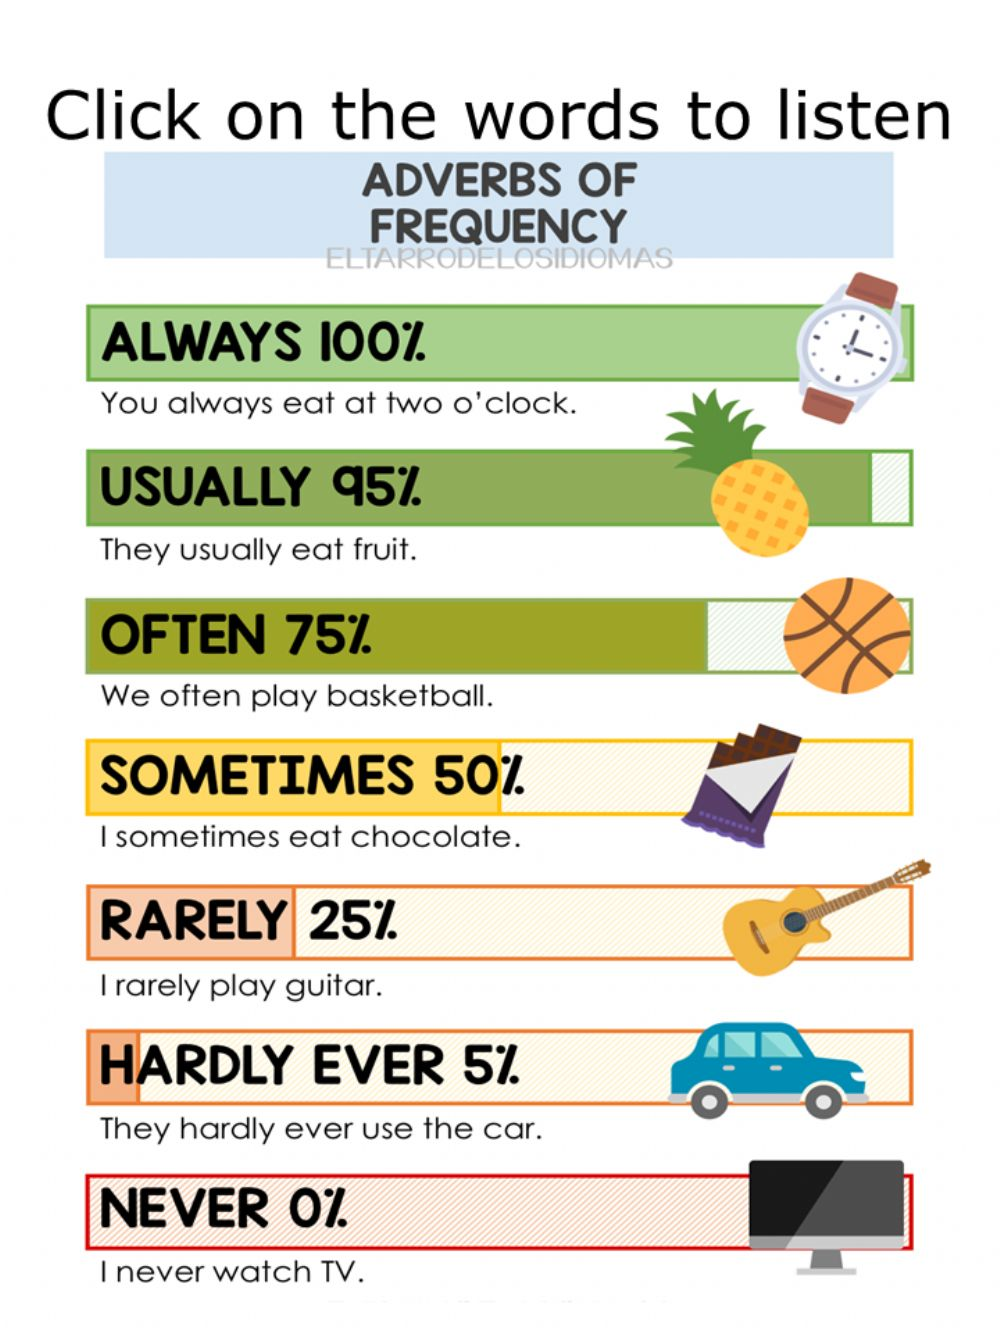 Click on the words to listen
ADVERBS OF
FREQUENCY
ELTARRODELOSIDIOMAS
ALWAYS 100%
You always eat at two o'clock.
USUALLY 95%
They usually eat fruit.
OFTEN 75%
We often play basketball.
SOMETIMES 50%
I sometimes eat chocolate.
RARELY 25%
I rarely play guitar.
HARDLY EVER 5%
They hardly ever use the car.
NEVER 0%
I never watch TV.